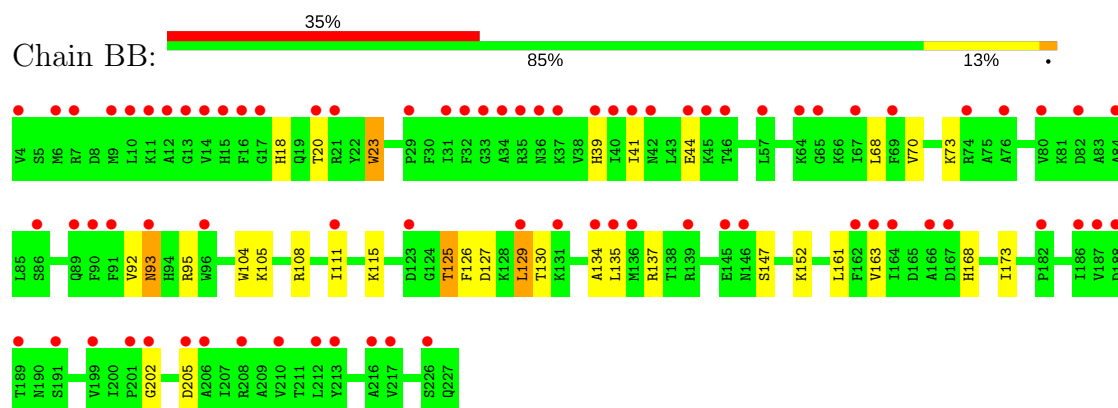 35%
Chain BB:
85% 13% •
V4 S5 M6 R7 D8 M9 L10 K11 A12 G13 V14 H15 F16 G17 H18 Q19 T20 R21 Y22 W23 P29 F30 I31 F32 G33 A34 R35 N36 K37 V38 H39 I40 I41 N42 L43 E44 K45 T46 L57 K64 G65 K66 I67 L68 F69 V70 K73 R74 A75 A76 V80 K81 D82 A83 A84
L85 S86 Q89 F90 F91 V92 N93 H94 R95 W96 W104 K105 R108 I111 K115 D123 G124 T125 F126 D127 K128 L129 T130 K131 A134 L135 M136 R137 T138 R139 E145 N146 S147 K152 L161 F162 V163 I164 D165 A166 D167 H168 I173 P182 I186 V187 D188
T189 N190 S191 V199 I200 P201 G202 D205 A206 I207 R208 A209 V210 T211 L212 Y213 A216 V217 S226 Q227